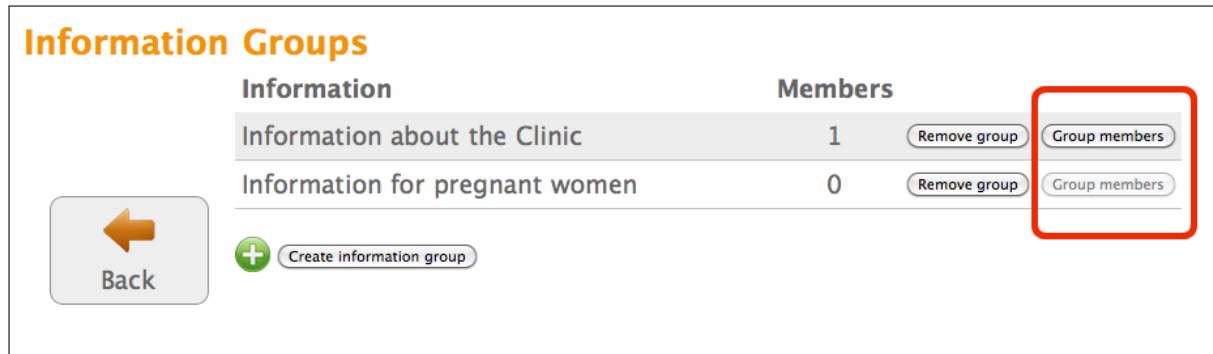 Information Groups
Information Members
Information about the Clinic 1 Remove group Group members
Information for pregnant women 0 Remove group Group members
Create information group
Back